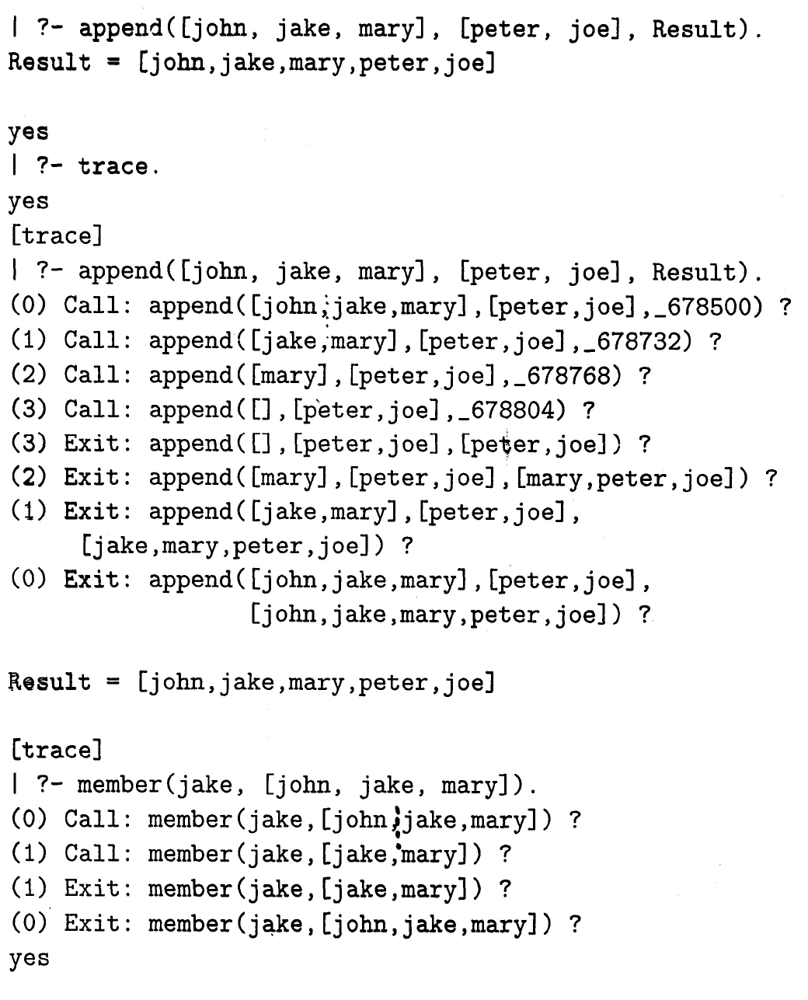 | ?- append([john, jake, mary], [peter, joe], Result).
Result = [john,jake,mary,peter,joe]
yes
| ?- trace.
yes
[trace]
| ?- append([john, jake, mary], [peter, joe], Result).
(0) Call: append([john,jake,mary],[peter,joe],_678500) ?
(1) Call: append([jake,mary],[peter,joe],_678732) ?
(2) Call: append([mary],[peter,joe],_678768) ?
(3) Call: append([],[peter,joe],_678804) ?
(3) Exit: append([],[peter,joe],[peter,joe]) ?
(2) Exit: append([mary],[peter,joe],[mary,peter,joe]) ?
(1) Exit: append([jake,mary],[peter,joe],
[jake,mary,peter,joe]) ?
(0) Exit: append([john,jake,mary],[peter,joe],
[john,jake,mary,peter,joe]) ?
Result = [john,jake,mary,peter,joe]
[trace]
| ?- member(jake, [john, jake, mary]).
(0) Call: member(jake,[john,jake,mary]) ?
(1) Call: member(jake,[jake,mary]) ?
(1) Exit: member(jake,[jake,mary]) ?
(0) Exit: member(jake,[john,jake,mary]) ?
yes